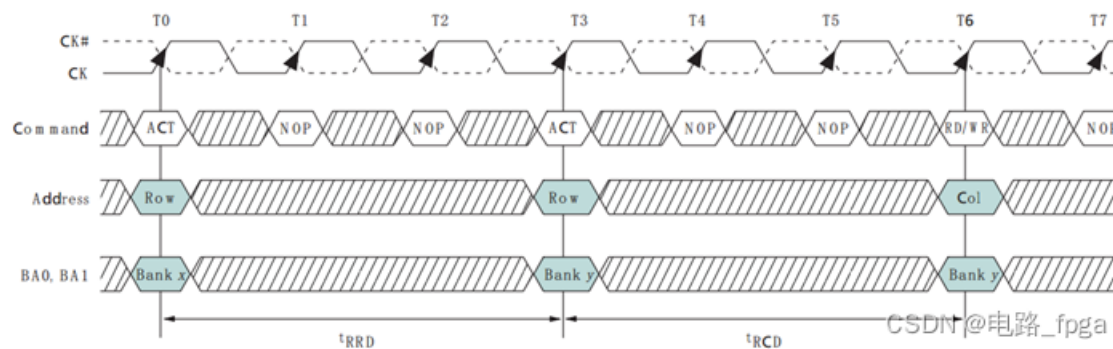 T0 T1 T2 T3 T4 T5 T6 T7
CK#
CK
Command ACT NOP NOP ACT NOP NOP RD/WR NOP
Address Row Row Col
BA0, BA1 Bank x Bank y Bank y
tRRD tRCD
CSDN @电路_fpga